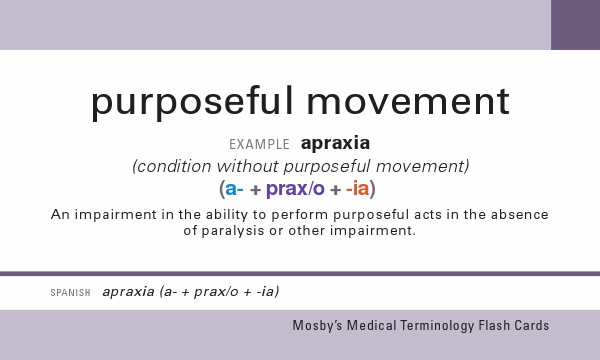 purposeful movement
EXAMPLE apraxia
(condition without purposeful movement)
(a- + prax/o + -ia)
An impairment in the ability to perform purposeful acts in the absence
of paralysis or other impairment.
SPANISH apraxia (a- + prax/o + -ia)
Mosby's Medical Terminology Flash Cards